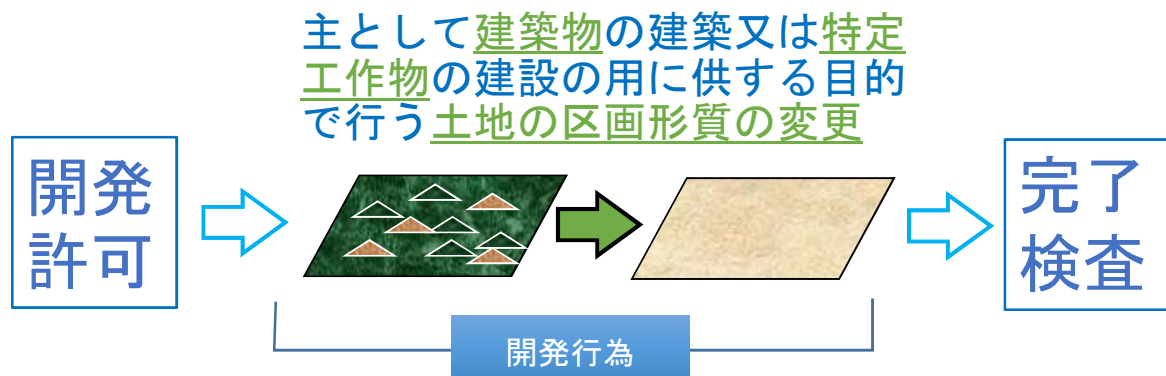 主として建築物の建築又は特定
工作物の建設の用に供する目的
で行う土地の区画形質の変更
開発
許可
完了
検査
開発行為